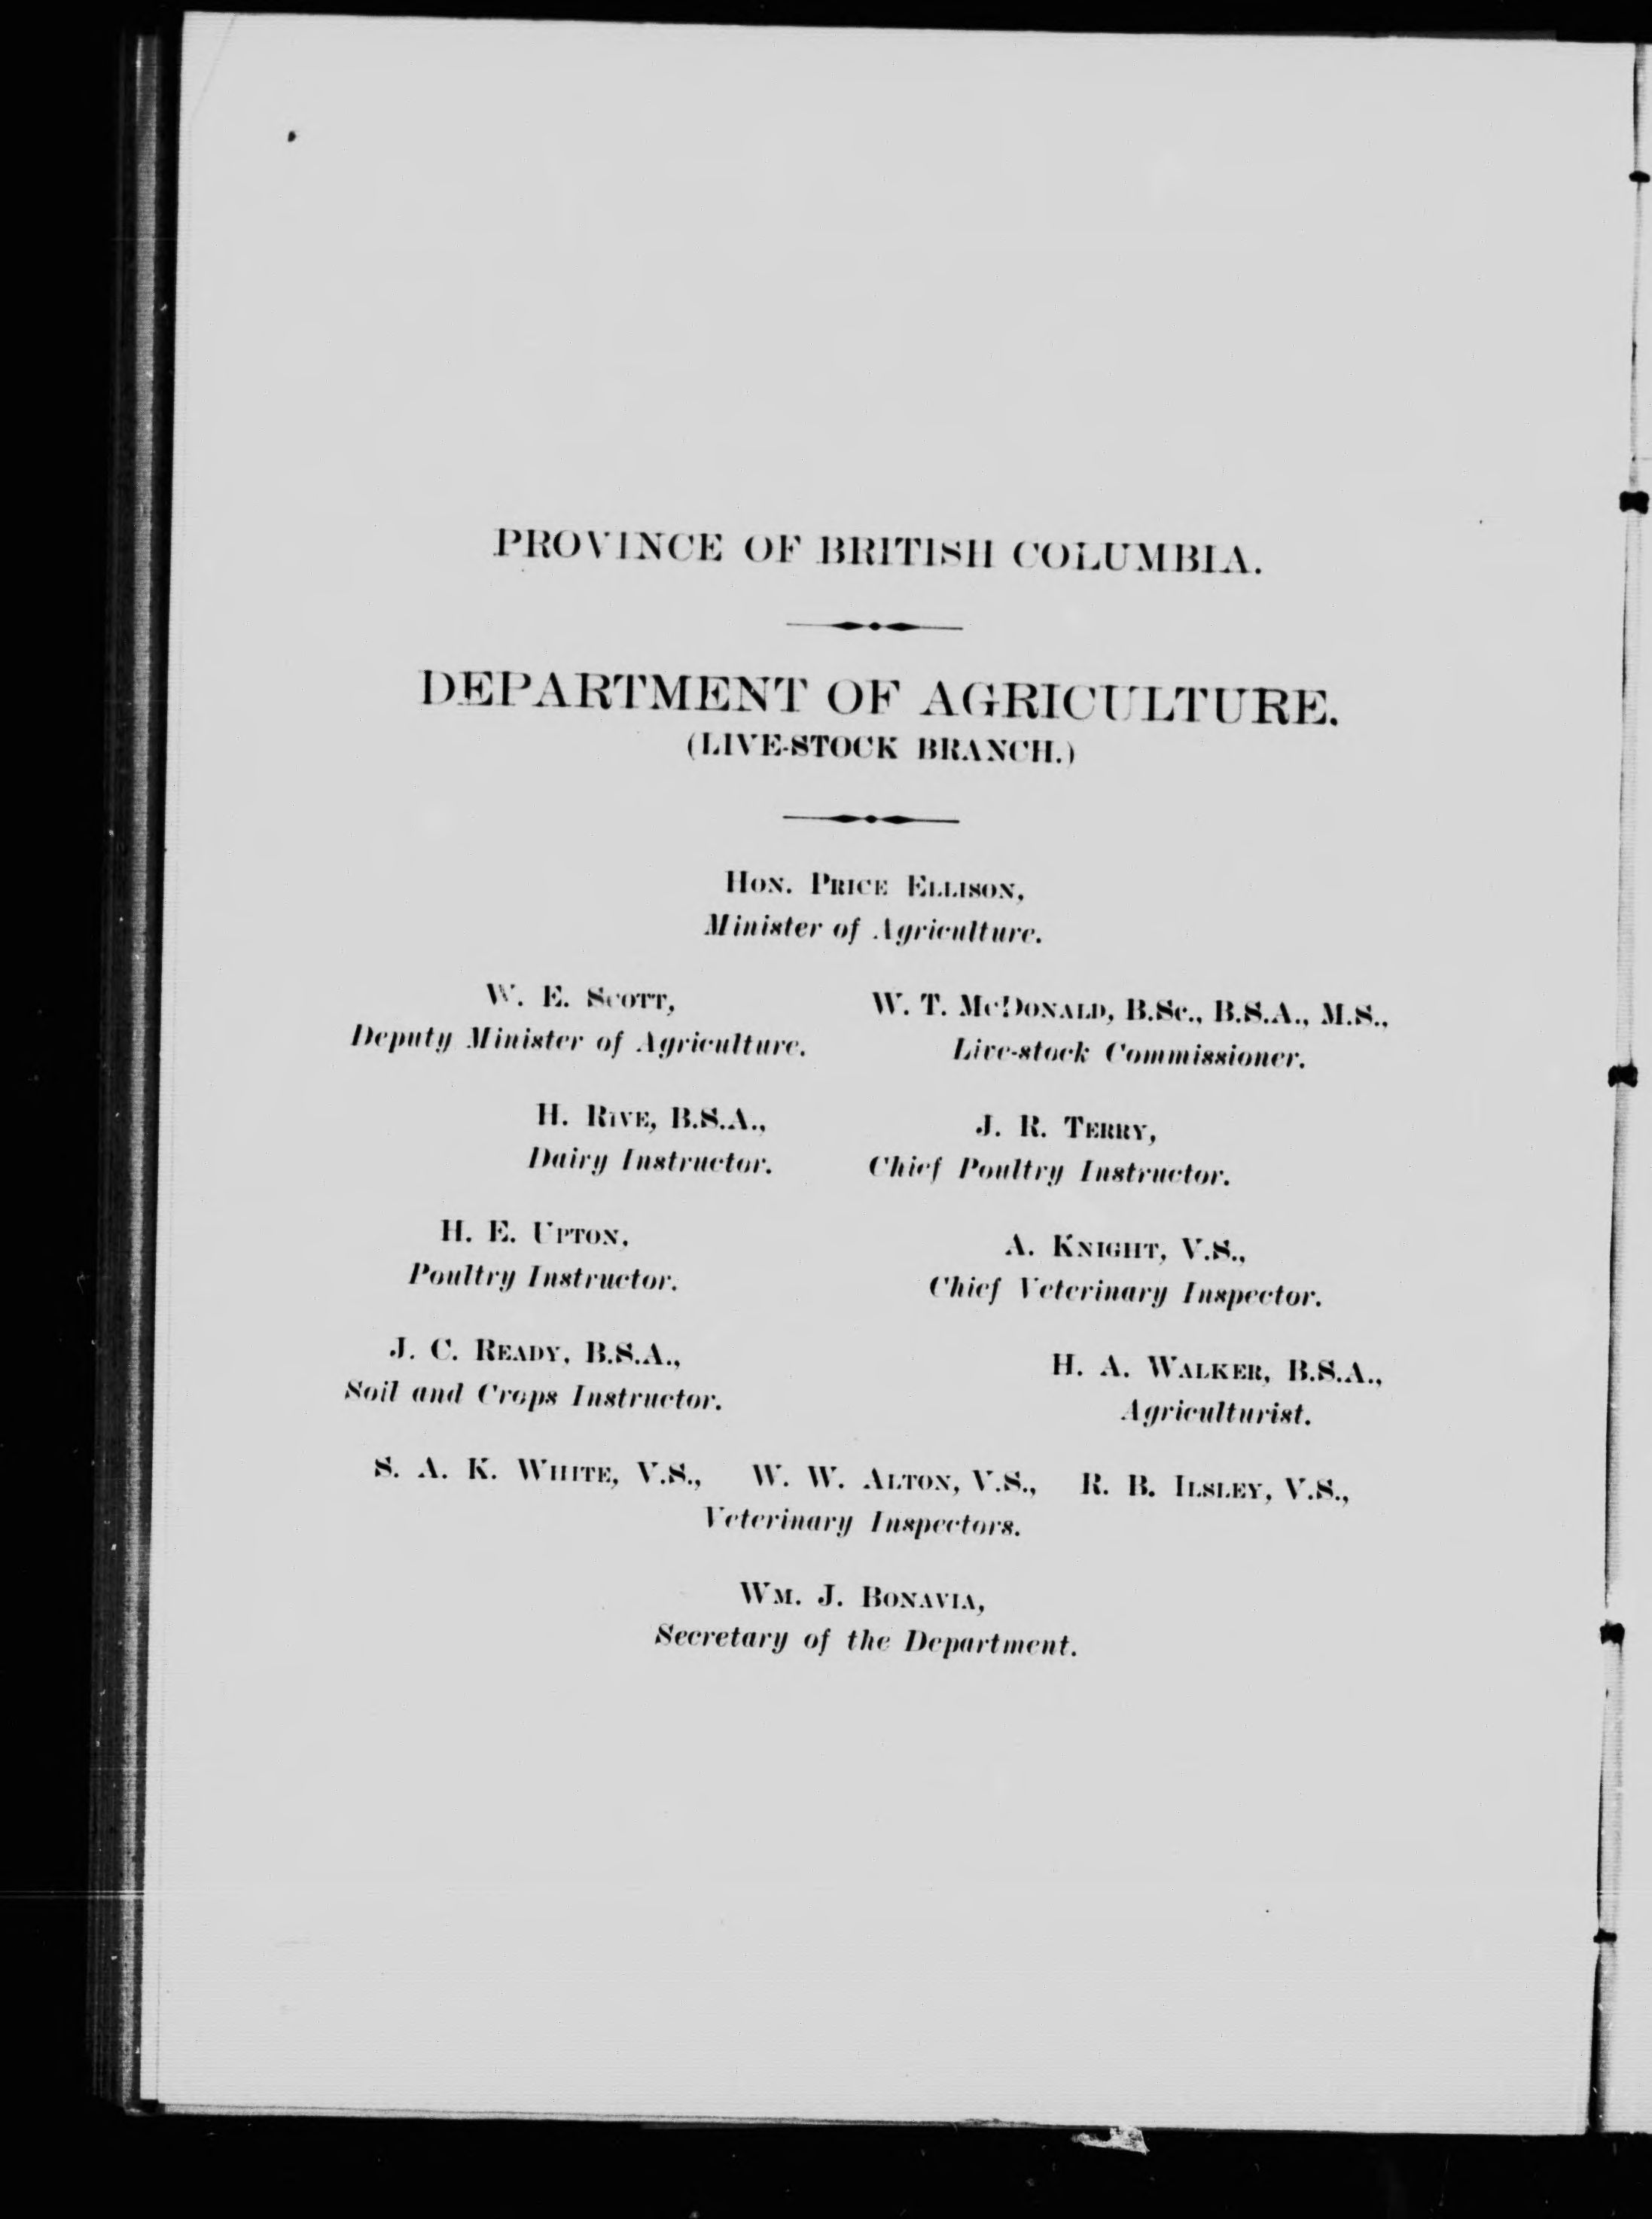 PROVINCE OF BRITISH COLUMBIA.
DEPARTMENT OF AGRICULTURE.
(LIVE-STOCK BRANCH.)
HON. PRICE ELLISON,
Minister of Agriculture.
W. E. SCOTT,
Deputy Minister of Agriculture.
W. T. MCDONALD, B.Sc., B.S.A., M.S.,
Live-stock Commissioner.
H. RIVE, B.S.A.,
Dairy Instructor.
J. R. TERRY,
Chief Poultry Instructor.
H. E. UPTON,
Poultry Instructor.
A. KNIGHT, V.S.,
Chief Veterinary Inspector.
J. C. READY, B.S.A.,
Soil and Crops Instructor.
H. A. WALKER, B.S.A.,
Agriculturist.
S. A. K. WHITE, V.S., W. W. ALTON, V.S., R. B. ILSLEY, V.S.,
Veterinary Inspectors.
WM. J. BONAVIA,
Secretary of the Department.